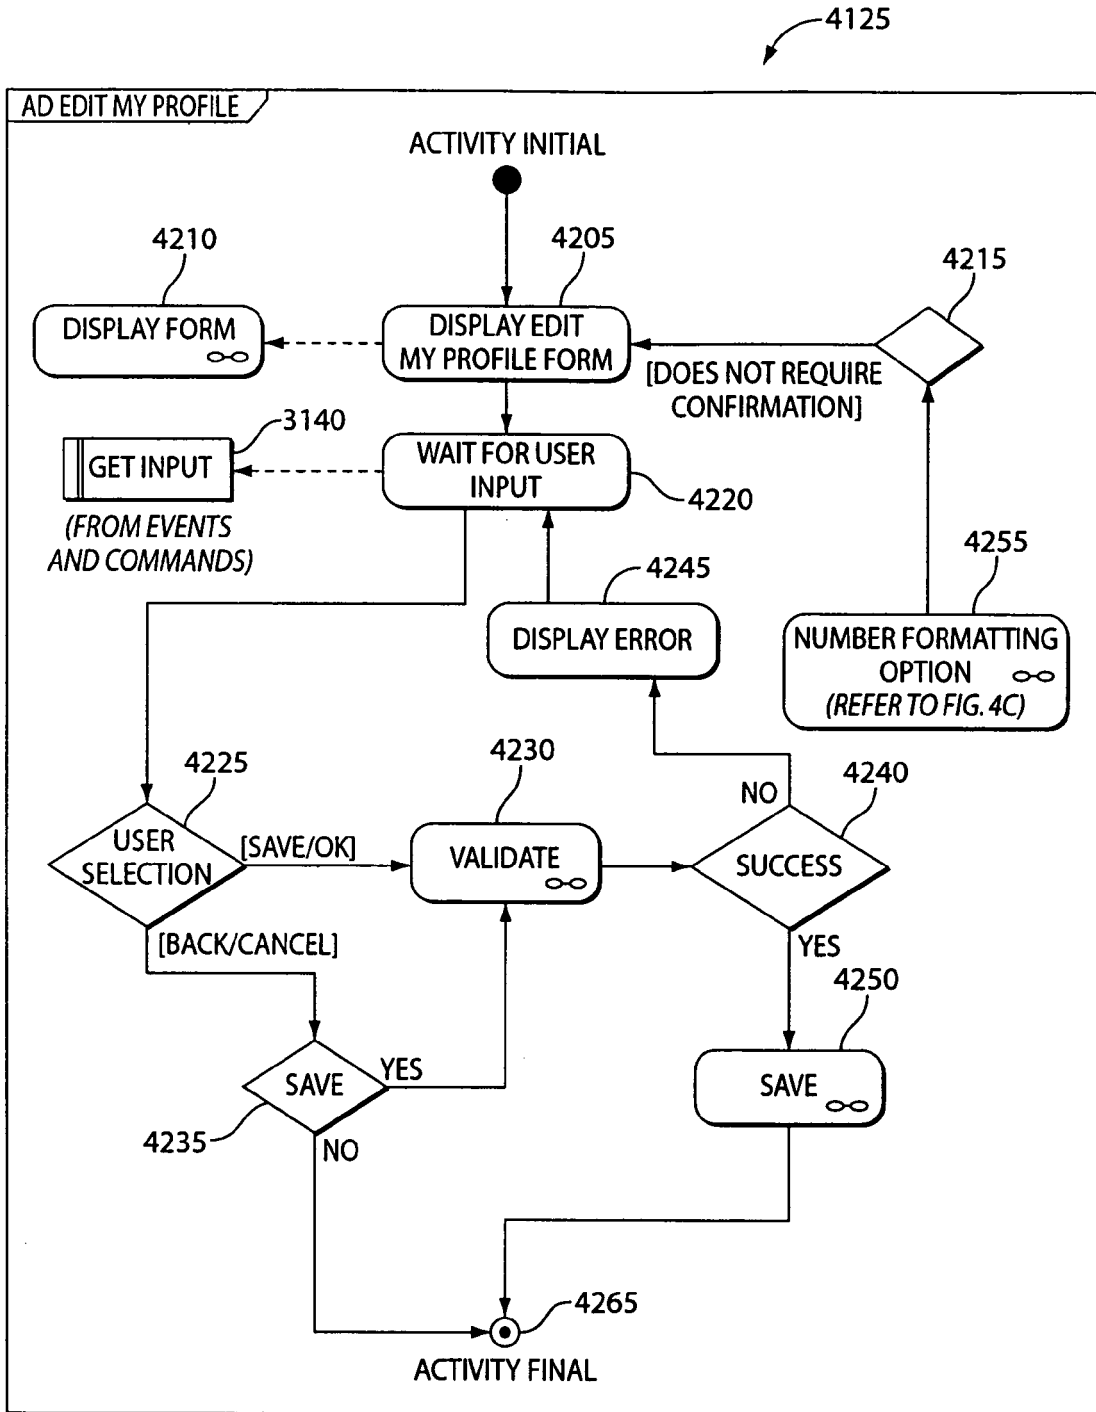 4125
AD EDIT MY PROFILE
ACTIVITY INITIAL
4210
4205
4215
DISPLAY FORM
DISPLAY EDIT
MY PROFILE FORM
[DOES NOT REQUIRE
CONFIRMATION]
3140
GET INPUT
(FROM EVENTS
AND COMMANDS)
WAIT FOR USER
INPUT
4220
4245
DISPLAY ERROR
4255
NUMBER FORMATTING
OPTION
(REFER TO FIG. 4C)
4225
USER
SELECTION
[SAVE/OK]
4230
VALIDATE
NO
4240
SUCCESS
YES
[BACK/CANCEL]
SAVE
YES
4235
NO
4250
SAVE
4265
ACTIVITY FINAL